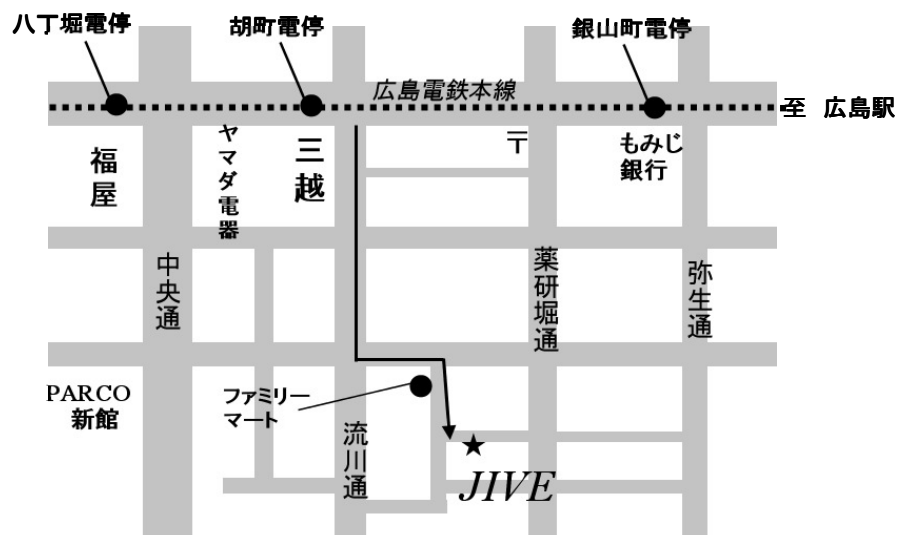 八丁堀電停
胡町電停
銀山町電停
広島電鉄本線
至 広島駅
福屋
ヤマダ電器
三越
〒
もみじ
銀行
中央通
薬研堀通
弥生通
PARCO
新館
ファミリー
マート
流川通
★
JIVE